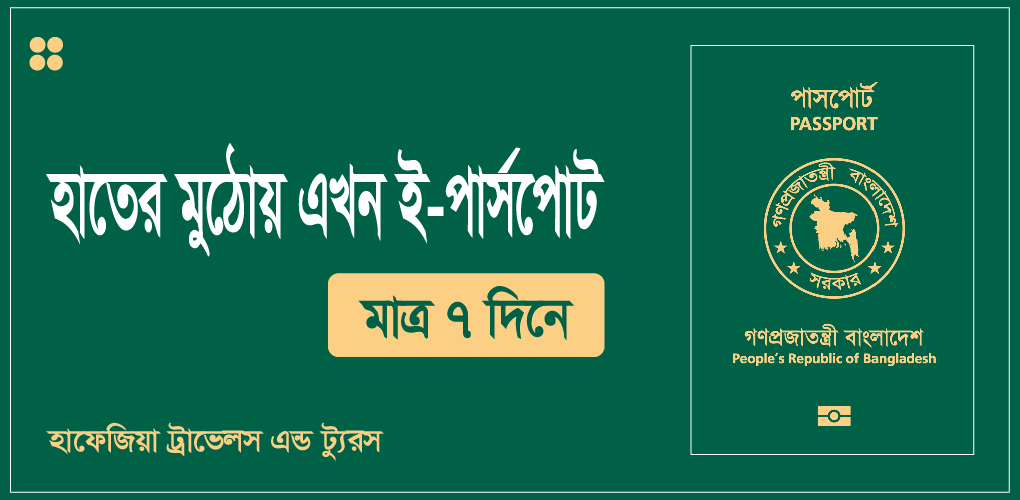 হাতের মুঠোয় এখন ই-পার্সপোট
মাত্র ৭ দিনে
হাফেজিয়া ট্রাভেলস এন্ড ট্যুরস
পাসপোর্ট
PASSPORT
গণপ্রজাতন্ত্রী বাংলাদেশ
সরকার
গণপ্রজাতন্ত্রী বাংলাদেশ
People's Republic of Bangladesh